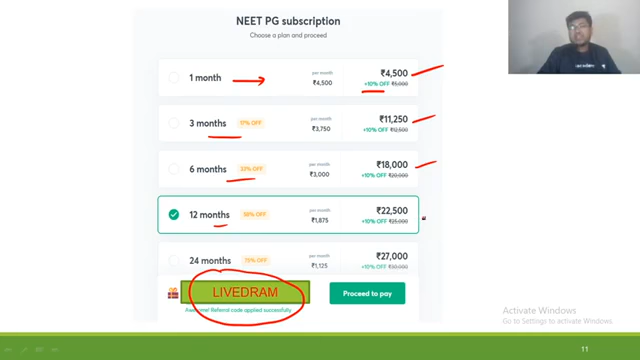 NEET PG subscription
Choose a plan and proceed
1 month
per month
₹4,500
₹4,500
+10% OFF ₹5,000
3 months 17% OFF
per month
₹3,750
₹11,250
+10% OFF ₹12,500
6 months 33% OFF
per month
₹3,000
₹18,000
+10% OFF ₹20,000
12 months 58% OFF
per month
₹1,875
₹22,500
+10% OFF ₹25,000
24 months 75% OFF
per month
₹1,125
₹27,000
+10% OFF ₹30,000
LIVEDRAM
Awesome! Referral code applied successfully.
Proceed to pay
Activate Windows
Go to Settings to activate Windows.
11